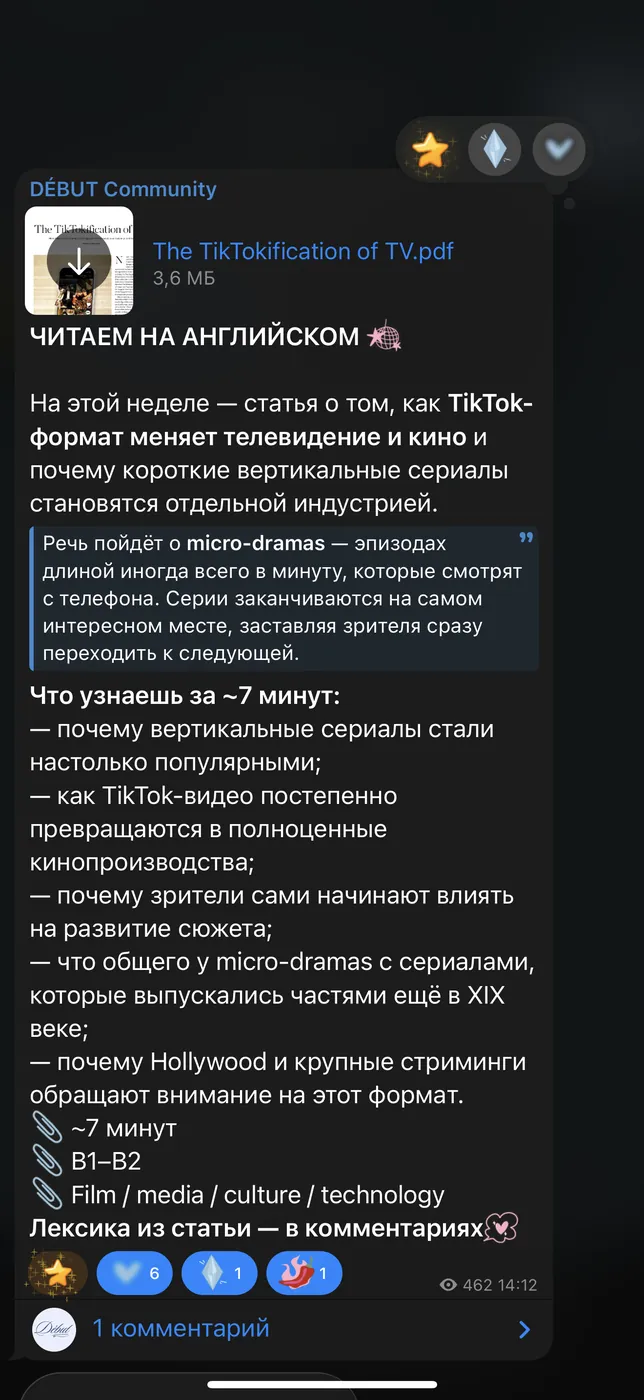 DÉBUT Community
The TikTokification of
The TikTokification of TV.pdf
3,6 МБ
ЧИТАЕМ НА АНГЛИЙСКОМ
На этой неделе — статья о том, как TikTok-
формат меняет телевидение и кино и
почему короткие вертикальные сериалы
становятся отдельной индустрией.
Речь пойдёт о micro-dramas — эпизодах
длиной иногда всего в минуту, которые смотрят
с телефона. Серии заканчиваются на самом
интересном месте, заставляя зрителя сразу
переходить к следующей.
Что узнаешь за ~7 минут:
— почему вертикальные сериалы стали
настолько популярными;
— как TikTok-видео постепенно
превращаются в полноценные
кинопроизводства;
— почему зрители сами начинают влиять
на развитие сюжета;
— что общего у micro-dramas с сериалами,
которые выпускались частями ещё в XIX
веке;
— почему Hollywood и крупные стриминги
обращают внимание на этот формат.
~7 минут
B1–B2
Film / media / culture / technology
Лексика из статьи — в комментариях
6 1 1
462 14:12
Début
1 комментарий